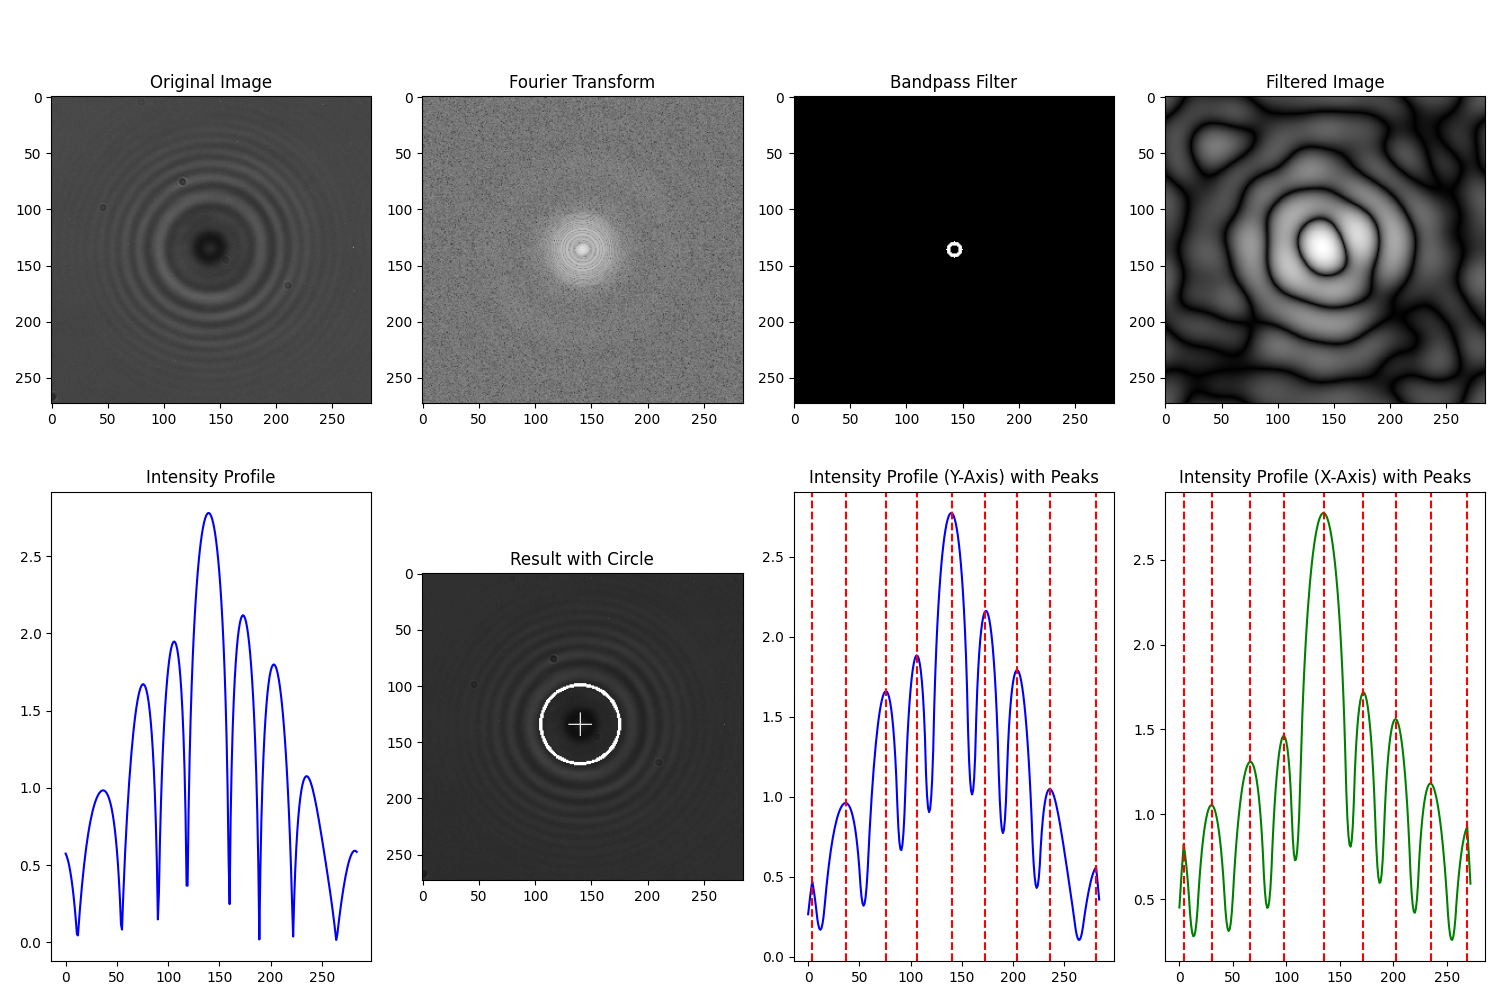 Original Image
Fourier Transform
Bandpass Filter
Filtered Image
0
50
100
150
200
250
0 50 100 150 200 250
0
50
100
150
200
250
0 50 100 150 200 250
0
50
100
150
200
250
0 50 100 150 200 250
0
50
100
150
200
250
0 50 100 150 200 250
Intensity Profile
2.5
2.0
1.5
1.0
0.5
0.0
0 50 100 150 200 250
Result with Circle
0
50
100
150
200
250
0 50 100 150 200 250
Intensity Profile (Y-Axis) with Peaks
2.5
2.0
1.5
1.0
0.5
0.0
0 50 100 150 200 250
Intensity Profile (X-Axis) with Peaks
2.5
2.0
1.5
1.0
0.5
0 50 100 150 200 250